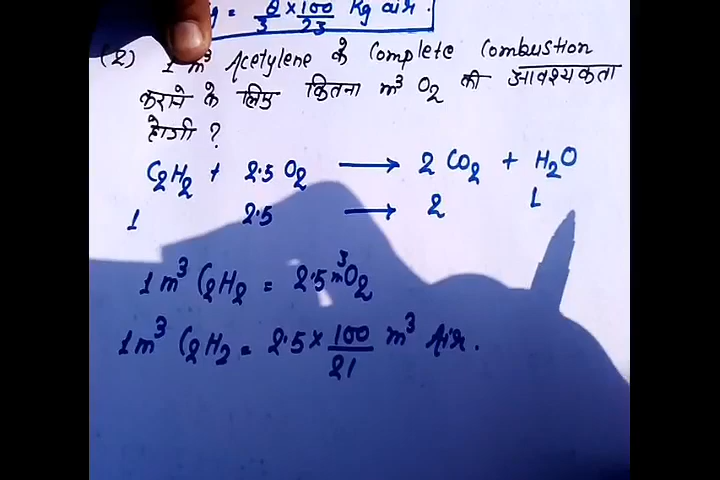 = 8/3 × 100/23 Kg air.
(2) 1 m³ Acetylene के Complete Combustion
कराने के लिए कितना m³ O₂ की आवश्यकता
होगी ?
C₂H₂ + 2.5 O₂ → 2 CO₂ + H₂O
1 2.5 → 2 1
1 m³ C₂H₂ = 2.5 m³ O₂
1 m³ C₂H₂ = 2.5 × 100/21 m³ Air.